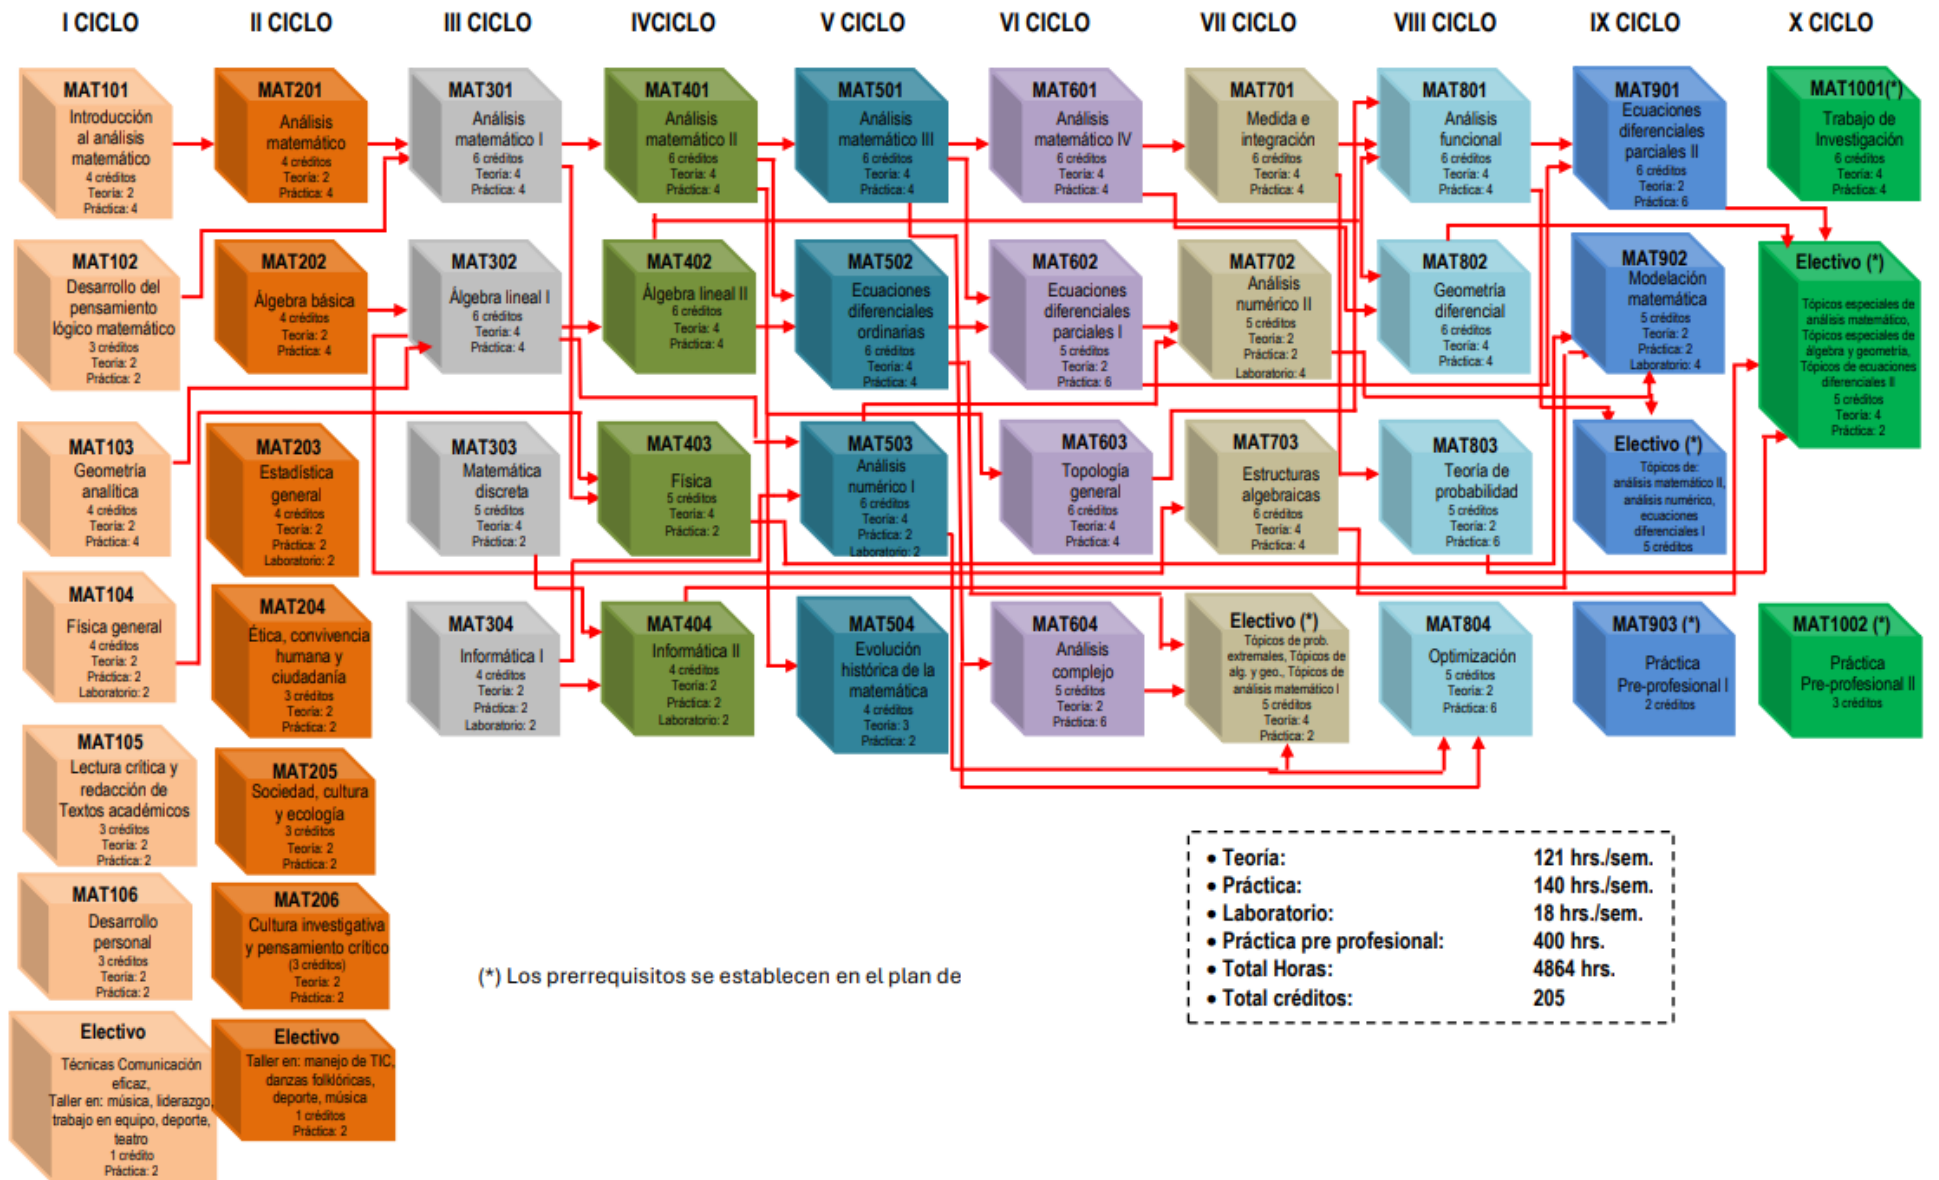 I CICLO
II CICLO
III CICLO
IVCICLO
V CICLO
VI CICLO
VII CICLO
VIII CICLO
IX CICLO
X CICLO
MAT101
Introducción
al análisis
matemático
4 créditos
Teoría: 2
Práctica: 4
MAT102
Desarrollo del
pensamiento
lógico matemático
3 créditos
Teoría: 2
Práctica: 2
MAT103
Geometría
analítica
4 créditos
Teoría: 2
Práctica: 4
MAT104
Física general
4 créditos
Teoría: 2
Práctica: 2
Laboratorio: 2
MAT105
Lectura crítica y
redacción de
Textos académicos
3 créditos
Teoría: 2
Práctica: 2
MAT106
Desarrollo
personal
3 créditos
Teoría: 2
Práctica: 2
Electivo
Técnicas Comunicación
eficaz,
Taller en: música, liderazgo,
trabajo en equipo, deporte,
teatro
1 crédito
Práctica: 2
MAT201
Análisis
matemático
4 créditos
Teoría: 2
Práctica: 4
MAT202
Álgebra básica
4 créditos
Teoría: 2
Práctica: 4
MAT203
Estadística
general
4 créditos
Teoría: 2
Práctica: 2
Laboratorio: 2
MAT204
Ética, convivencia
humana y
ciudadanía
3 créditos
Teoría: 2
Práctica: 2
MAT205
Sociedad, cultura
y ecología
3 créditos
Teoría: 2
Práctica: 2
MAT206
Cultura investigativa
y pensamiento crítico
(3 créditos)
Teoría: 2
Práctica: 2
Electivo
Taller en: manejo de TIC,
danzas folklóricas,
deporte, música
1 créditos
Práctica: 2
MAT301
Análisis
matemático I
6 créditos
Teoría: 4
Práctica: 4
MAT302
Álgebra lineal I
6 créditos
Teoría: 4
Práctica: 4
MAT303
Matemática
discreta
5 créditos
Teoría: 4
Práctica: 2
MAT304
Informática I
4 créditos
Teoría: 2
Práctica: 2
Laboratorio: 2
MAT401
Análisis
matemático II
6 créditos
Teoría: 4
Práctica: 4
MAT402
Álgebra lineal II
6 créditos
Teoría: 4
Práctica: 4
MAT403
Física
5 créditos
Teoría: 4
Práctica: 2
MAT404
Informática II
4 créditos
Teoría: 2
Práctica: 2
Laboratorio: 2
MAT501
Análisis
matemático III
6 créditos
Teoría: 4
Práctica: 4
MAT502
Ecuaciones
diferenciales
ordinarias
6 créditos
Teoría: 4
Práctica: 4
MAT503
Análisis
numérico I
6 créditos
Teoría: 4
Práctica: 2
Laboratorio: 2
MAT504
Evolución
histórica de la
matemática
4 créditos
Teoría: 3
Práctica: 2
MAT601
Análisis
matemático IV
6 créditos
Teoría: 4
Práctica: 4
MAT602
Ecuaciones
diferenciales
parciales I
5 créditos
Teoría: 2
Práctica: 6
MAT603
Topología
general
6 créditos
Teoría: 4
Práctica: 4
MAT604
Análisis
complejo
5 créditos
Teoría: 2
Práctica: 6
MAT701
Medida e
integración
6 créditos
Teoría: 4
Práctica: 4
MAT702
Análisis
numérico II
5 créditos
Teoría: 2
Práctica: 2
Laboratorio: 4
MAT703
Estructuras
algebraicas
6 créditos
Teoría: 4
Práctica: 4
Electivo (*)
Tópicos de prob.
extremales, Tópicos de
alg. y geo., Tópicos de
análisis matemático I
5 créditos
Teoría: 4
Práctica: 2
MAT801
Análisis
funcional
6 créditos
Teoría: 4
Práctica: 4
MAT802
Geometría
diferencial
6 créditos
Teoría: 4
Práctica: 4
MAT803
Teoría de
probabilidad
5 créditos
Teoría: 2
Práctica: 6
MAT804
Optimización
5 créditos
Teoría: 2
Práctica: 6
MAT901
Ecuaciones
diferenciales
parciales II
6 créditos
Teoría: 2
Práctica: 6
MAT902
Modelación
matemática
5 créditos
Teoría: 2
Práctica: 2
Laboratorio: 4
Electivo (*)
Tópicos de:
análisis matemático II,
análisis numérico,
ecuaciones
diferenciales I
5 créditos
MAT903 (*)
Práctica
Pre-profesional I
2 créditos
MAT1001(*)
Trabajo de
Investigación
6 créditos
Teoría: 4
Práctica: 4
Electivo (*)
Tópicos especiales de
análisis matemático,
Tópicos especiales de
álgebra y geometría,
Tópicos de ecuaciones
diferenciales II
5 créditos
Teoría: 4
Práctica: 2
MAT1002 (*)
Práctica
Pre-profesional II
3 créditos
(*) Los prerrequisitos se establecen en el plan de
• Teoría: 121 hrs./sem.
• Práctica: 140 hrs./sem.
• Laboratorio: 18 hrs./sem.
• Práctica pre profesional: 400 hrs.
• Total Horas: 4864 hrs.
• Total créditos: 205